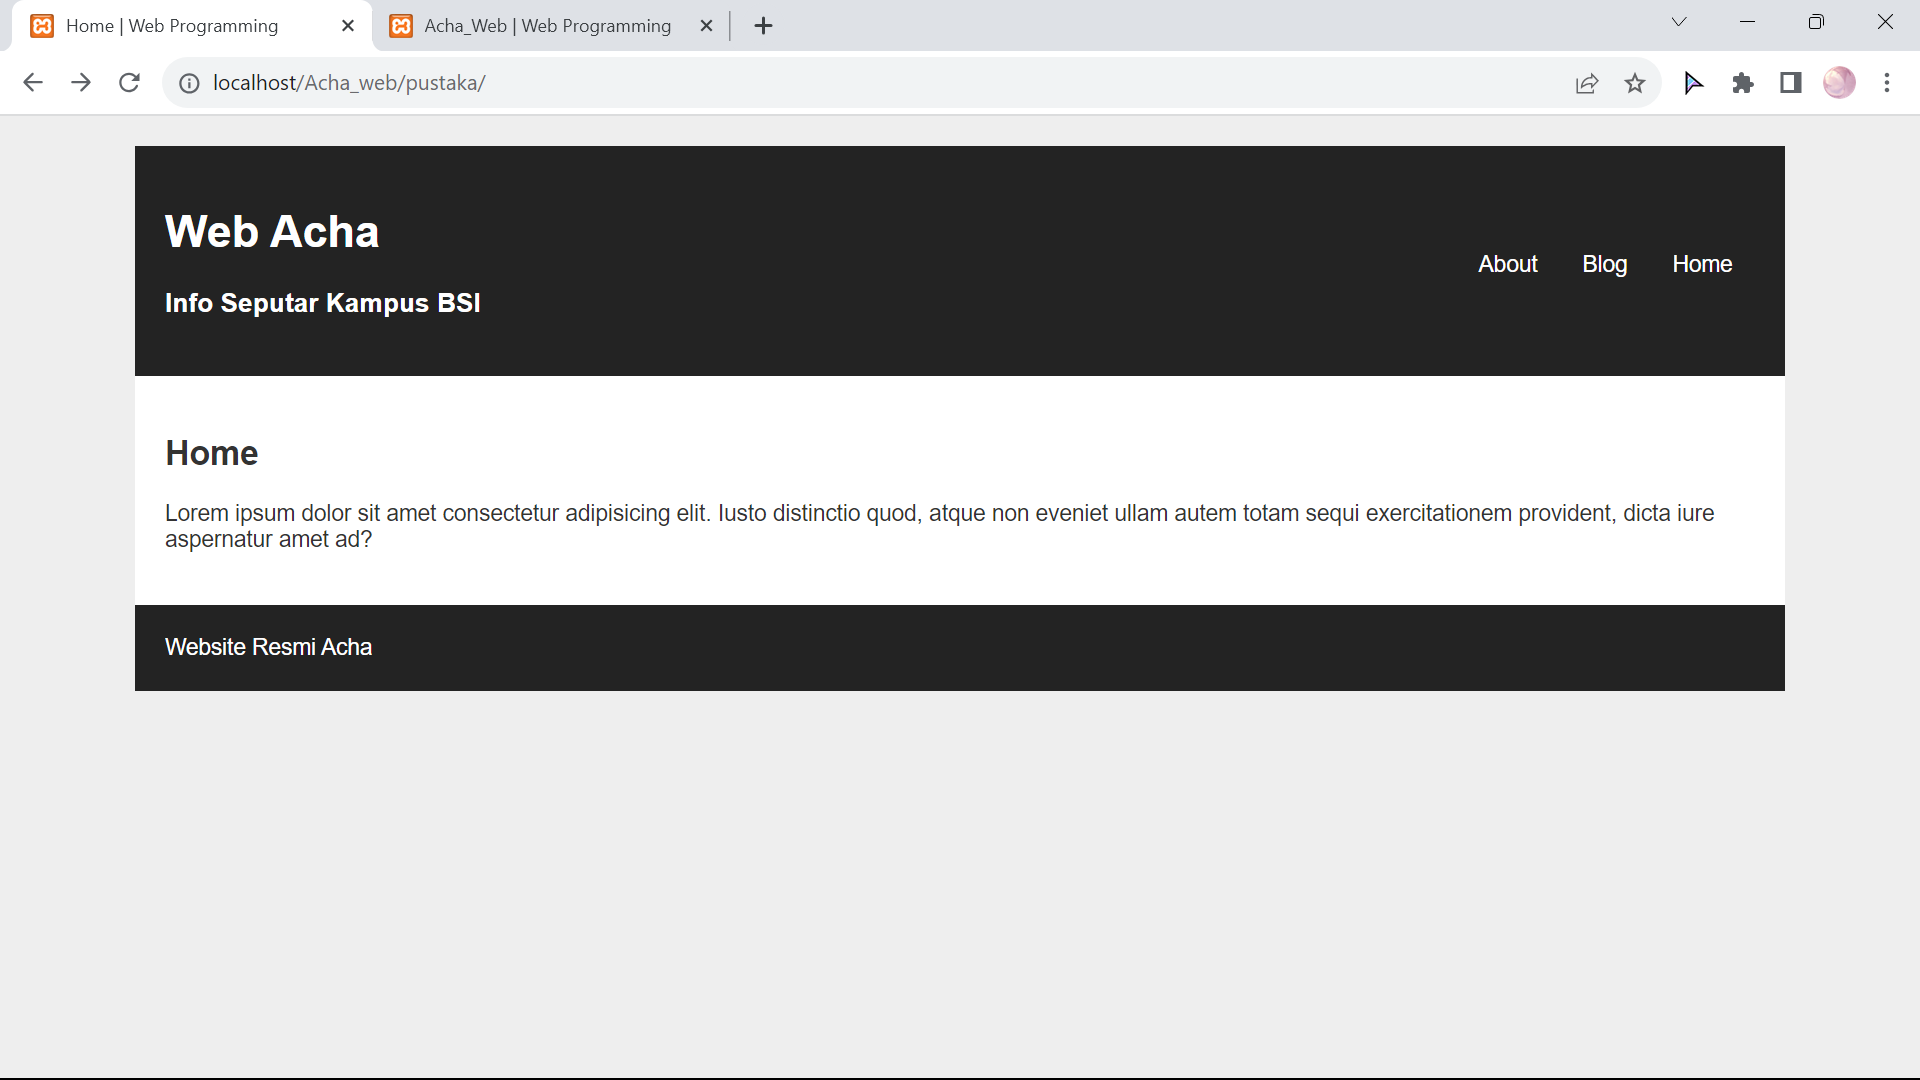 Home | Web Programming
Acha_Web | Web Programming
localhost/Acha_web/pustaka/
Web Acha
Info Seputar Kampus BSI
About Blog Home
Home
Lorem ipsum dolor sit amet consectetur adipisicing elit. Iusto distinctio quod, atque non eveniet ullam autem totam sequi exercitationem provident, dicta iure
aspernatur amet ad?
Website Resmi Acha